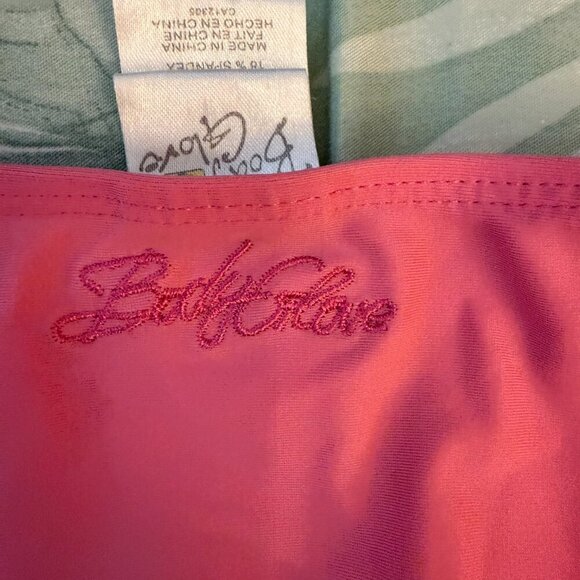 Body
Glove
18% SPANDEX
MADE IN CHINA
FAIT EN CHINE
HECHO EN CHINA
CA12305
Body Glove